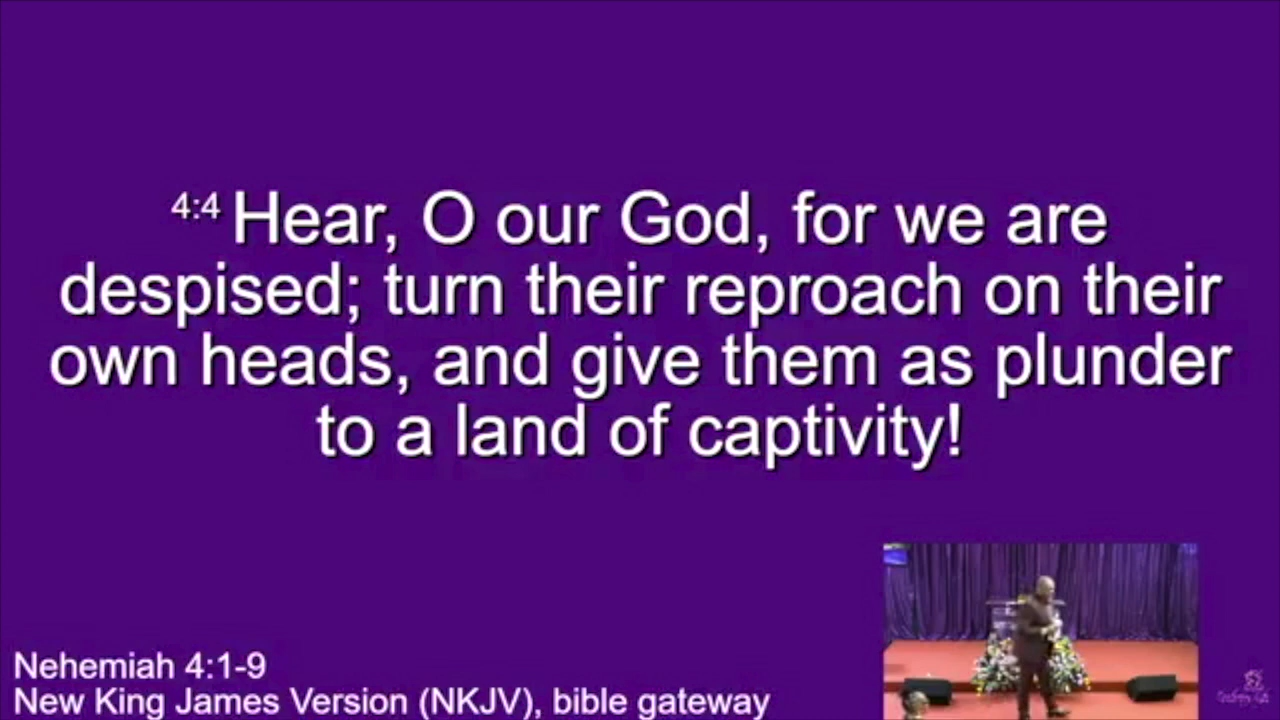 4:4 Hear, O our God, for we are
despised; turn their reproach on their
own heads, and give them as plunder
to a land of captivity!
Nehemiah 4:1-9
New King James Version (NKJV), bible gateway